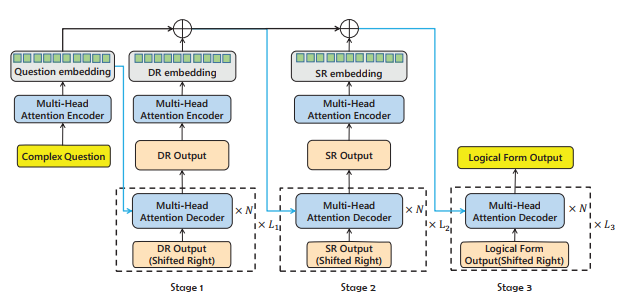 Question embedding
DR embedding
SR embedding
Multi-Head
Attention Encoder
Multi-Head
Attention Encoder
Multi-Head
Attention Encoder
Complex Question
DR Output
SR Output
Logical Form Output
Multi-Head
Attention Decoder
× N
× L₁
Multi-Head
Attention Decoder
× N
× L₂
Multi-Head
Attention Decoder
× N
× L₃
DR Output
(Shifted Right)
SR Output
(Shifted Right)
Logical Form
Output(Shifted Right)
Stage 1
Stage 2
Stage 3